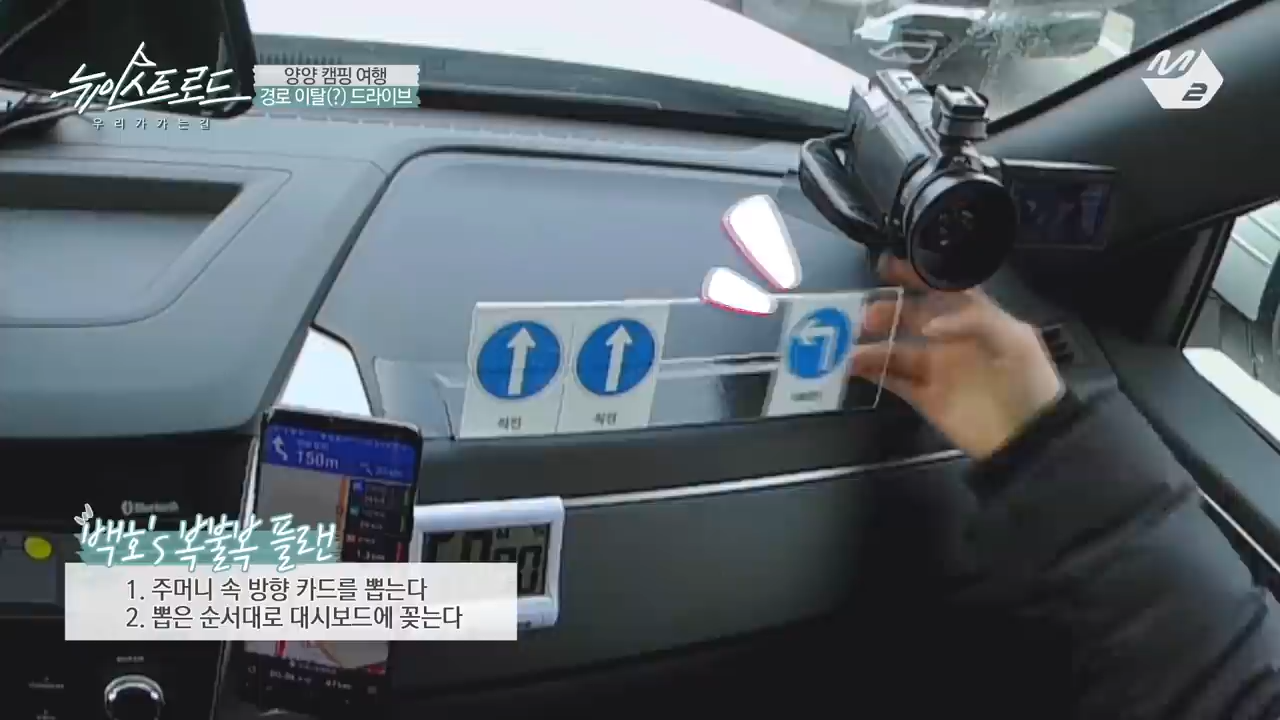 뉴이스트로드
우리가 가는 길
양양 캠핑 여행
경로 이탈(?) 드라이브
M2
직진
직진
150m
Bluetooth
백호's 복불복 플랜
1. 주머니 속 방향 카드를 뽑는다
2. 뽑은 순서대로 대시보드에 꽂는다